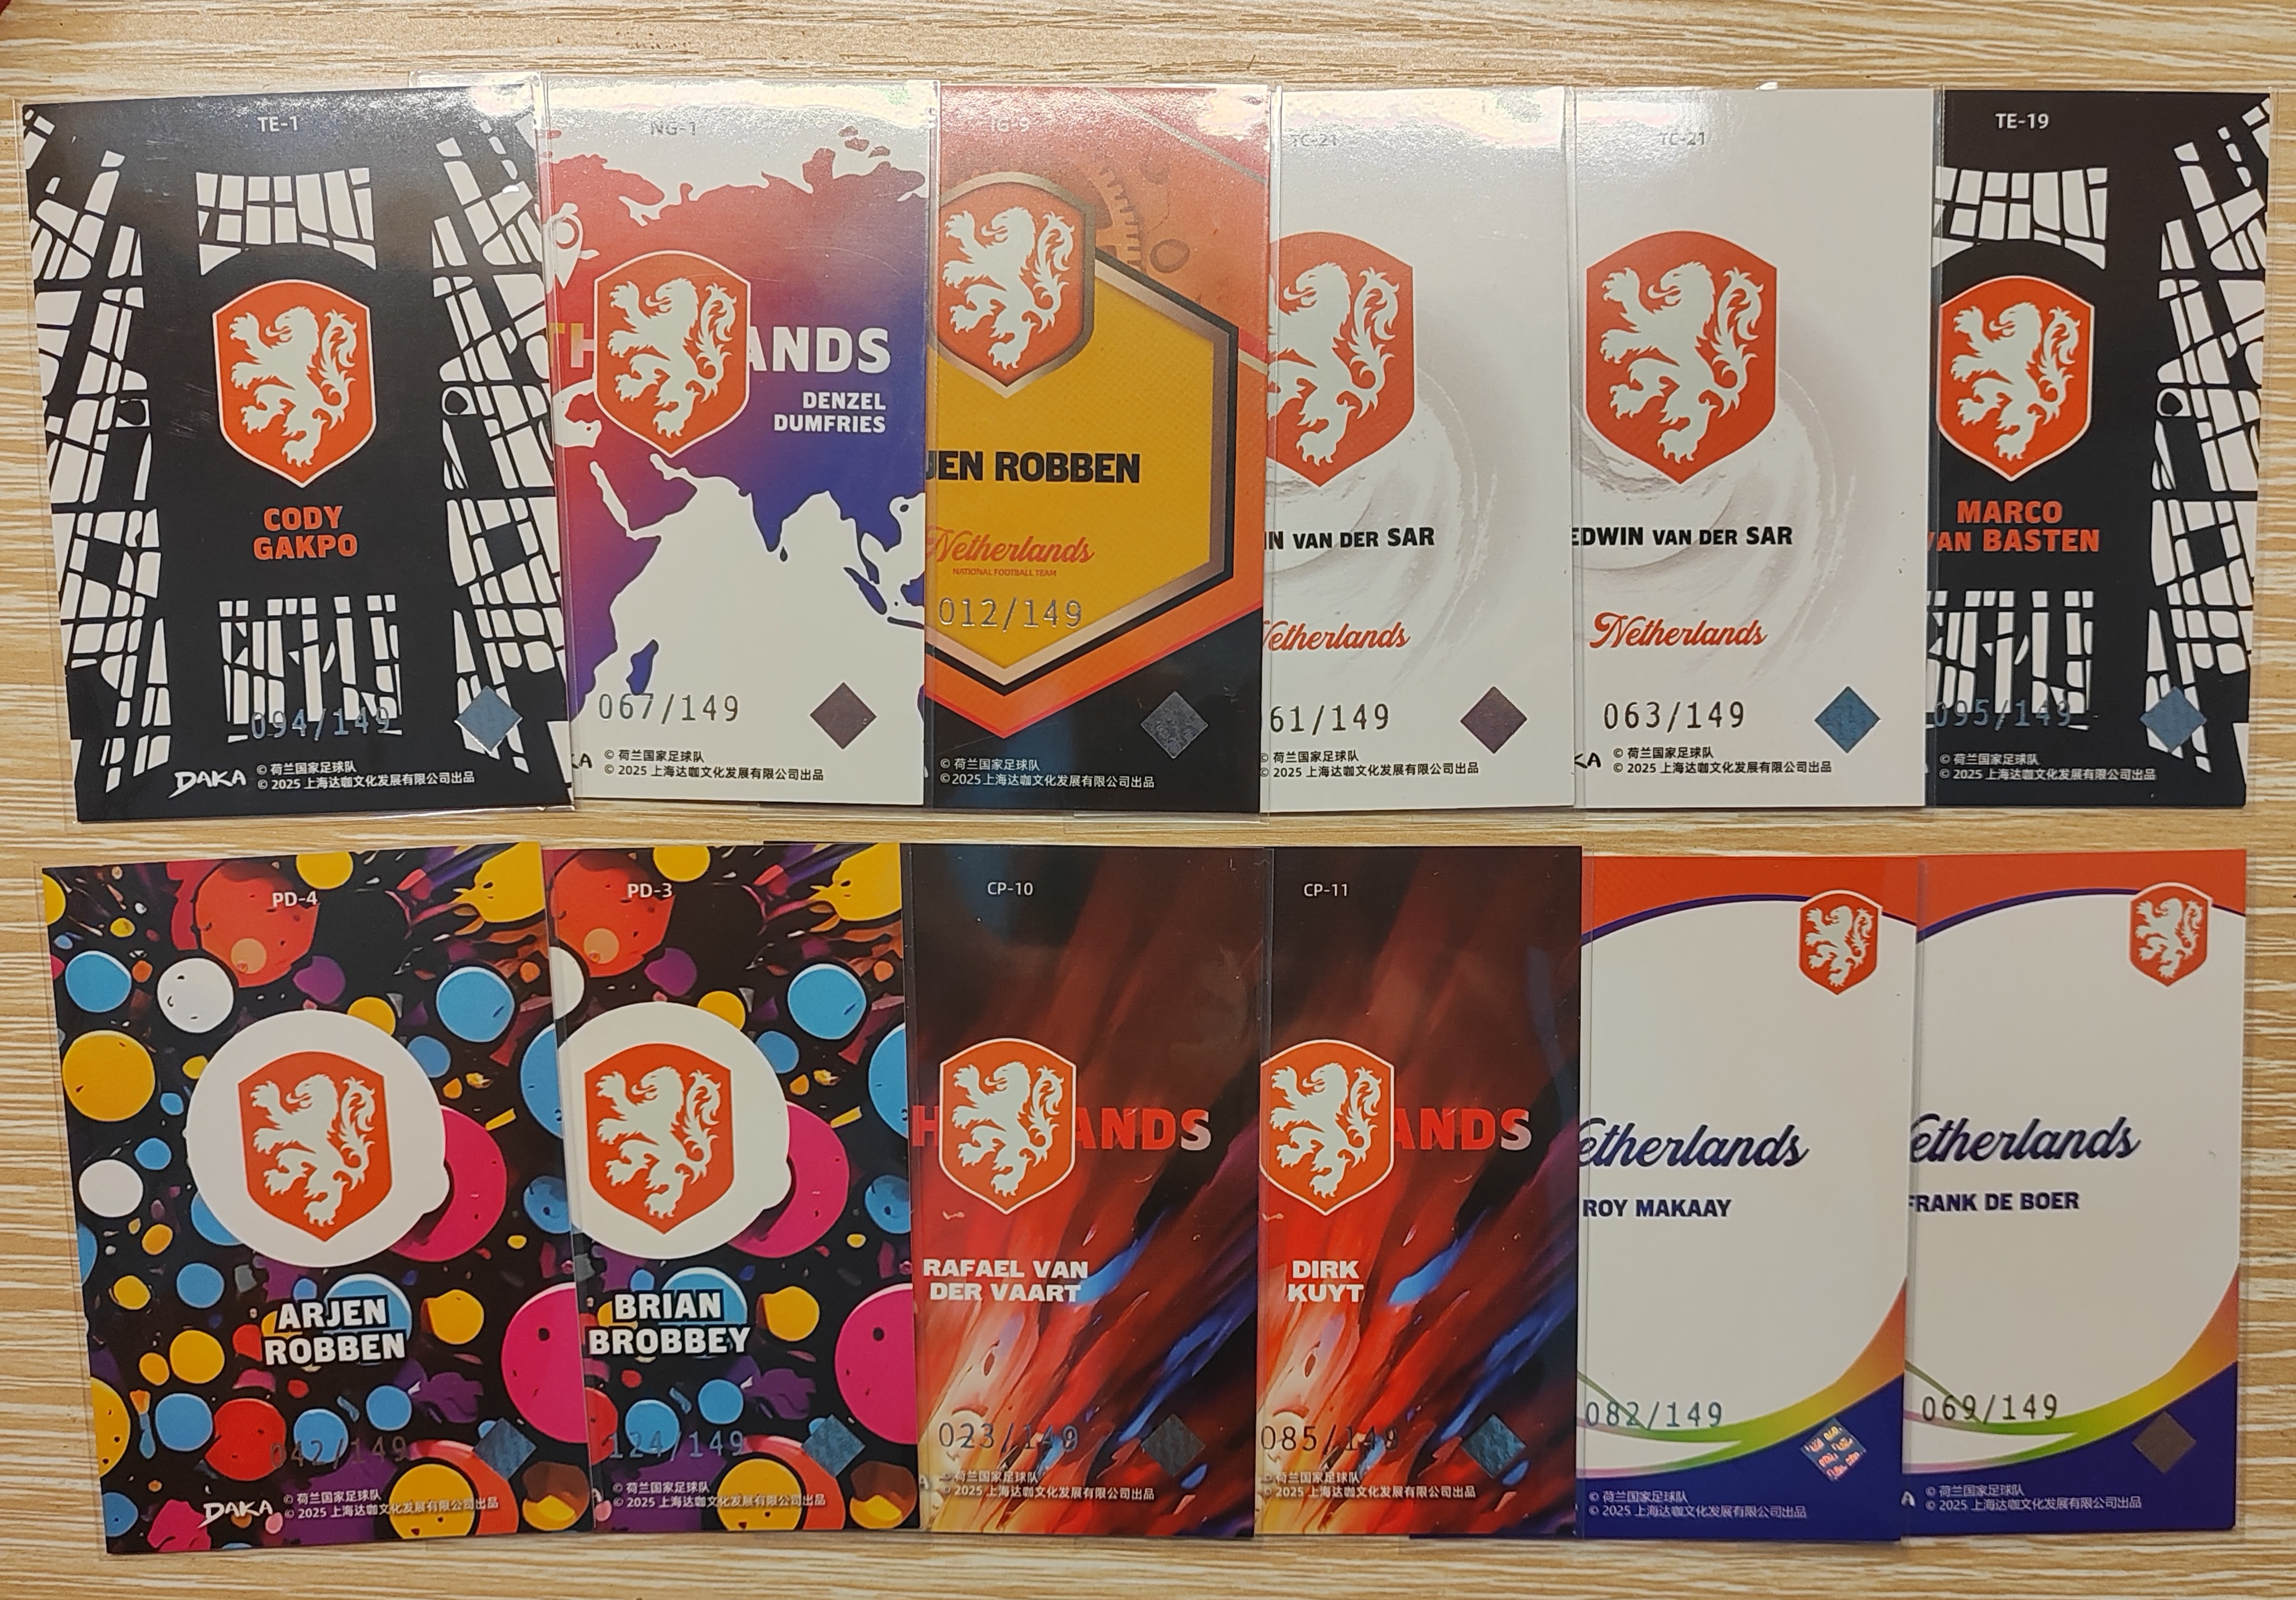 TE-1
CODY
GAKPO
094/149
DAKA
© 荷兰国家足球队
© 2025 上海达咖文化发展有限公司出品
NG-1
TH ANDS
DENZEL
DUMFRIES
067/149
KA
© 荷兰国家足球队
© 2025 上海达咖文化发展有限公司出品
IG-9
JEN ROBBEN
Netherlands
NATIONAL FOOTBALL TEAM
012/149
© 荷兰国家足球队
©2025 上海达咖文化发展有限公司出品
TC-21
IN VAN DER SAR
etherlands
61/149
© 荷兰国家足球队
© 2025 上海达咖文化发展有限公司出品
TC-21
EDWIN VAN DER SAR
Netherlands
063/149
KA
© 荷兰国家足球队
© 2025 上海达咖文化发展有限公司出品
TE-19
MARCO
VAN BASTEN
095/149
© 荷兰国家足球队
© 2025 上海达咖文化发展有限公司出品
PD-4
ARJEN
ROBBEN
042/149
DAKA
© 荷兰国家足球队
© 2025 上海达咖文化发展有限公司出品
PD-3
BRIAN
BROBBEY
124/149
A
© 荷兰国家足球队
© 2025 上海达咖文化发展有限公司出品
CP-10
H ANDS
RAFAEL VAN
DER VAART
023/149
© 荷兰国家足球队
© 2025 上海达咖文化发展有限公司出品
CP-11
ANDS
DIRK
KUYT
085/149
© 荷兰国家足球队
© 2025 上海达咖文化发展有限公司出品
etherlands
ROY MAKAAY
082/149
© 荷兰国家足球队
© 2025 上海达咖文化发展有限公司出品
etherlands
FRANK DE BOER
069/149
A
© 荷兰国家足球队
© 2025 上海达咖文化发展有限公司出品